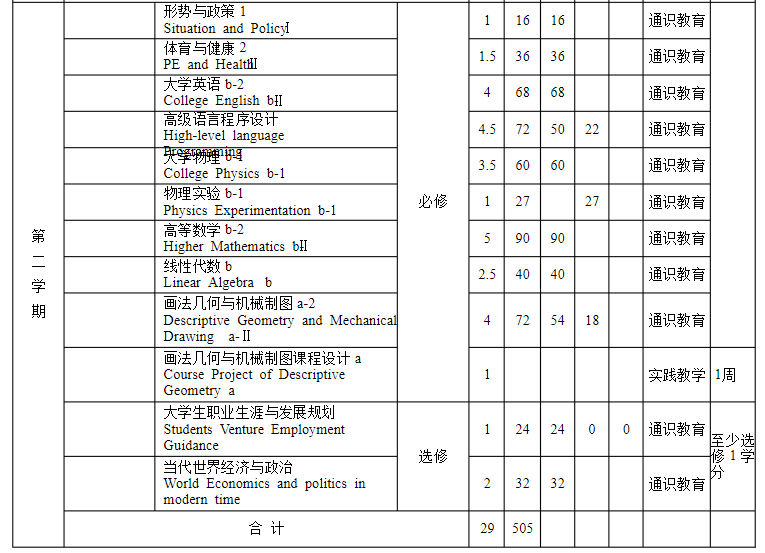 第二学期
形势与政策 1
Situation and PolicyⅠ
必修
1 16 16 通识教育
体育与健康 2
PE and HealthⅡ
1.5 36 36 通识教育
大学英语 b-2
College English bⅡ
4 68 68 通识教育
高级语言程序设计
High-level language
Programming
4.5 72 50 22 通识教育
大学物理 b-1
College Physics b-1
3.5 60 60 通识教育
物理实验 b-1
Physics Experimentation b-1
1 27 27 通识教育
高等数学 b-2
Higher Mathematics bⅡ
5 90 90 通识教育
线性代数 b
Linear Algebra b
2.5 40 40 通识教育
画法几何与机械制图 a-2
Descriptive Geometry and Mechanical
Drawing a-Ⅱ
4 72 54 18 通识教育
画法几何与机械制图课程设计 a
Course Project of Descriptive
Geometry a
1 实践教学 1周
大学生职业生涯与发展规划
Students Venture Employment
Guidance
选修
1 24 24 0 0 通识教育
至少选
修 1 学
分
当代世界经济与政治
World Economics and politics in
modern time
2 32 32 通识教育
合 计 29 505